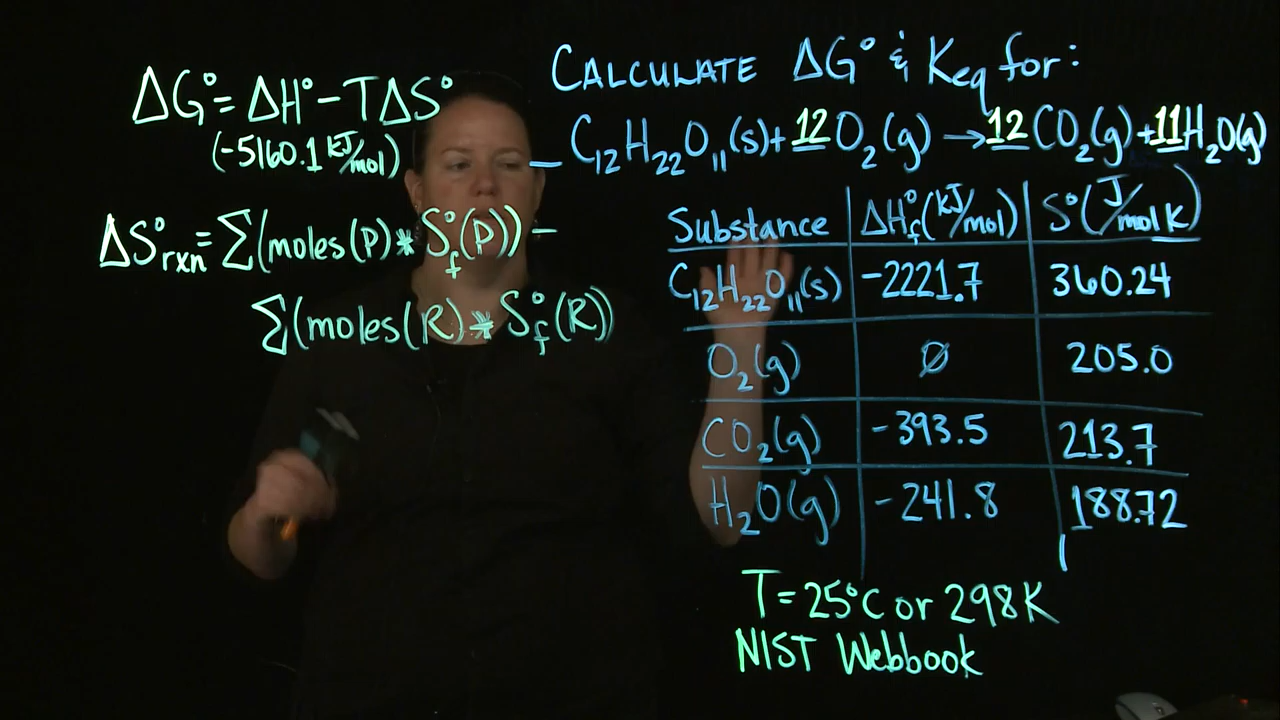 CALCULATE ΔG° & Keq for:
C₁₂H₂₂O₁₁(s) + 12 O₂(g) → 12 CO₂(g) + 11 H₂O(g)
ΔG° = ΔH° - TΔS°
(-5160.1 kJ/mol)
ΔS°rxn = Σ(moles(P) * S°f(P)) -
Σ(moles(R) * S°f(R))
Substance ΔH°f(kJ/mol) S°(J/mol K)
C₁₂H₂₂O₁₁(s) -2221.7 360.24
O₂(g) Ø 205.0
CO₂(g) -393.5 213.7
H₂O(g) -241.8 188.72
T = 25°C or 298K
NIST Webbook